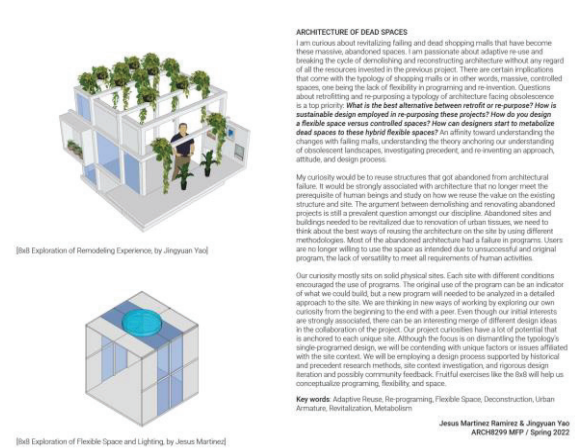 ARCHITECTURE OF DEAD SPACES
I am curious about revitalizing failing and dead shopping malls that have become
these massive, abandoned spaces. I am passionate about adaptive re-use and
breaking the cycle of demolishing and reconstructing architecture without any regard
of all the resources invested in the previous project. There are certain implications
that come with the typology of shopping malls or in other words, massive, controlled
spaces, one being the lack of flexibility in programing and re-invention. Questions
about retrofitting and re-purposing a typology of architecture facing obsolescence
is a top priority: What is the best alternative between retrofit or re-purpose? How is
sustainable design employed in re-purposing these projects? How do you design
a flexible space versus controlled spaces? How can designers start to metabolize
dead spaces to these hybrid flexible spaces? An affinity toward understanding the
changes with failing malls, understanding the theory anchoring our understanding
of obsolescent landscapes, investigating precedent, and re-inventing an approach,
attitude, and design process.
My curiosity would be to reuse structures that got abandoned from architectural
failure. It would be strongly associated with architecture that no longer meet the
prerequisite of human beings and study on how we reuse the value on the existing
structure and site. The argument between demolishing and renovating abandoned
projects is still a prevalent question amongst our discipline. Abandoned sites and
buildings needed to be revitalized due to renovation of urban tissues, we need to
think about the best ways of reusing the architecture on the site by using different
methodologies. Most of the abandoned architecture had a failure in programs. Users
are no longer willing to use the space as intended due to unsuccessful and original
program, the lack of versatility to meet all requirements of human activities.
Our curiosity mostly sits on solid physical sites. Each site with different conditions
encouraged the use of programs. The original use of the program can be an indicator
of what we could build, but a new program will needed to be analyzed in a detailed
approach to the site. We are thinking in new ways of working by exploring our own
curiosity from the beginning to the end with a peer. Even though our initial interests
are strongly associated, there can be an interesting merge of different design ideas
in the collaboration of the project. Our project curiosities have a lot of potential that
is anchored to each unique site. Although the focus is on dismantling the typology's
single-programed design, we will be contending with unique factors or issues affiliated
with the site context. We will be employing a design process supported by historical
and precedent research methods, site context investigation, and rigorous design
iteration and possibly community feedback. Fruitful exercises like the 8x8 will help us
conceptualize programing, flexibility, and space.
Key words: Adaptive Reuse, Re-programing, Flexible Space, Deconstruction, Urban
Armature, Revitalization, Metabolism
Jesus Martinez Ramirez & Jingyuan Yao
ARCH8299 MFP / Spring 2022
[8x8 Exploration of Remodeling Experience, by Jingyuan Yao]
[8x8 Exploration of Flexible Space and Lighting, by Jesus Martinez]